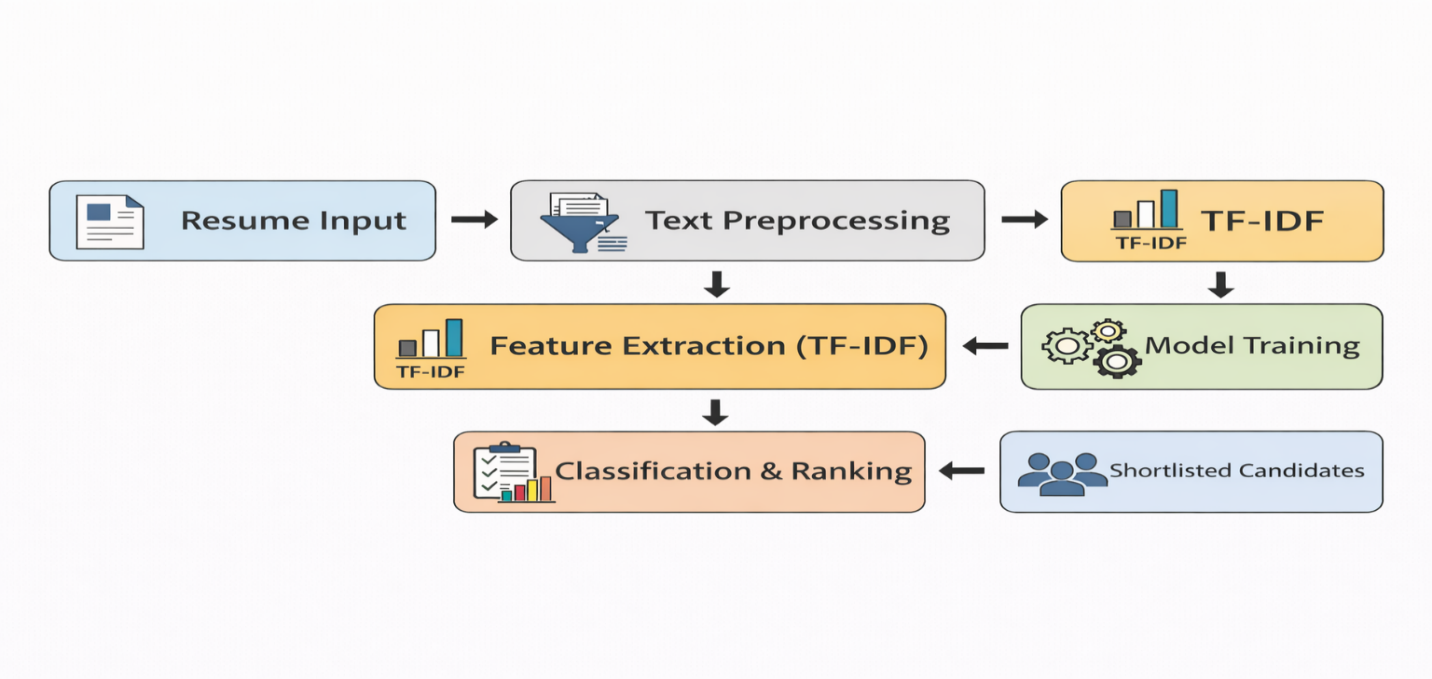 Resume Input
Text Preprocessing
TF-IDF
TF-IDF
TF-IDF
Feature Extraction (TF-IDF)
Model Training
Classification & Ranking
Shortlisted Candidates